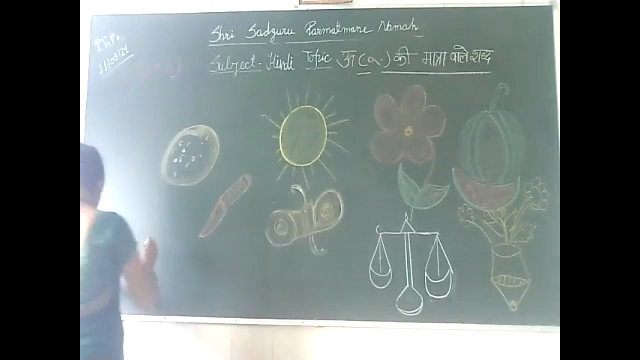 Shri Sadguru Parmatmane Namah
Subject - Hindi Topic ऊ (ू) की मात्रा वाले शब्द